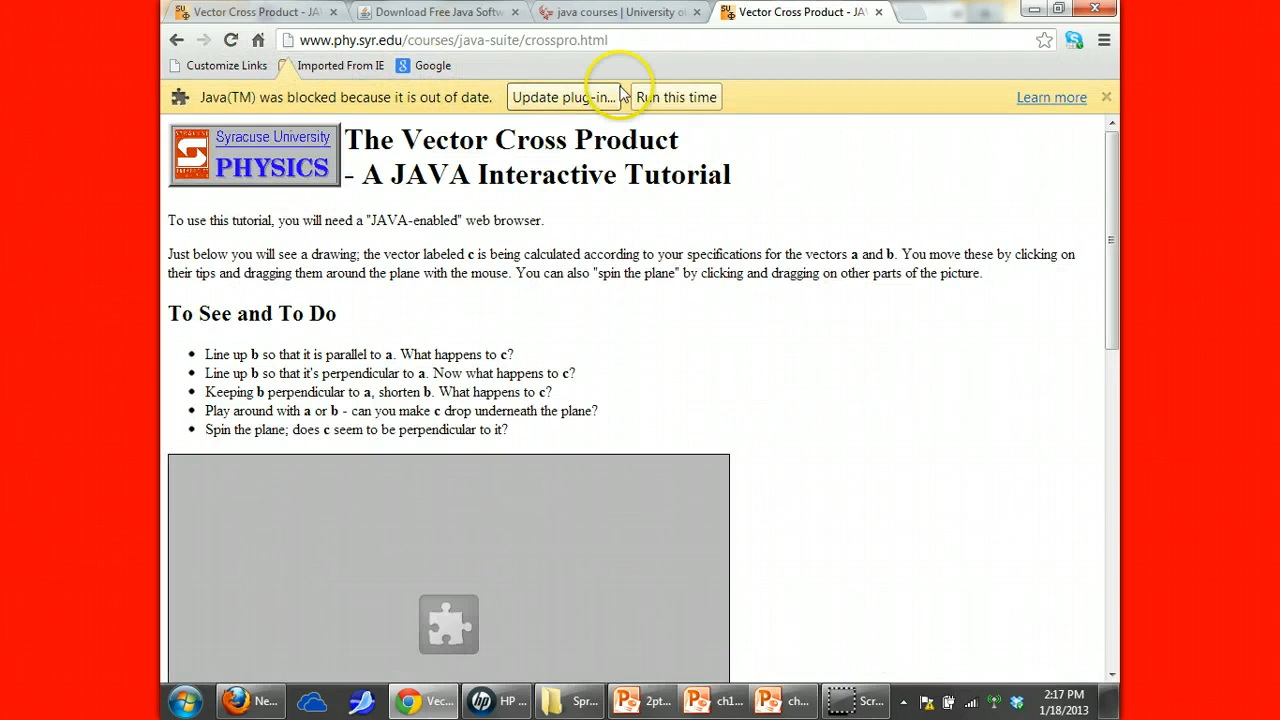 Vector Cross Product - JA
Download Free Java Softw
java courses | University o
Vector Cross Product - JA
www.phy.syr.edu/courses/java-suite/crosspro.html
Customize Links
Imported From IE
Google
Java(TM) was blocked because it is out of date.
Update plug-in...
Run this time
Learn more
Syracuse University
PHYSICS
The Vector Cross Product
- A JAVA Interactive Tutorial
To use this tutorial, you will need a "JAVA-enabled" web browser.
Just below you will see a drawing; the vector labeled c is being calculated according to your specifications for the vectors a and b. You move these by clicking on
their tips and dragging them around the plane with the mouse. You can also "spin the plane" by clicking and dragging on other parts of the picture.
To See and To Do
Line up b so that it is parallel to a. What happens to c?
Line up b so that it's perpendicular to a. Now what happens to c?
Keeping b perpendicular to a, shorten b. What happens to c?
Play around with a or b - can you make c drop underneath the plane?
Spin the plane; does c seem to be perpendicular to it?
Ne...
Vec...
HP ...
Spr...
2pt...
ch1...
ch...
Scr...
2:17 PM
1/18/2013